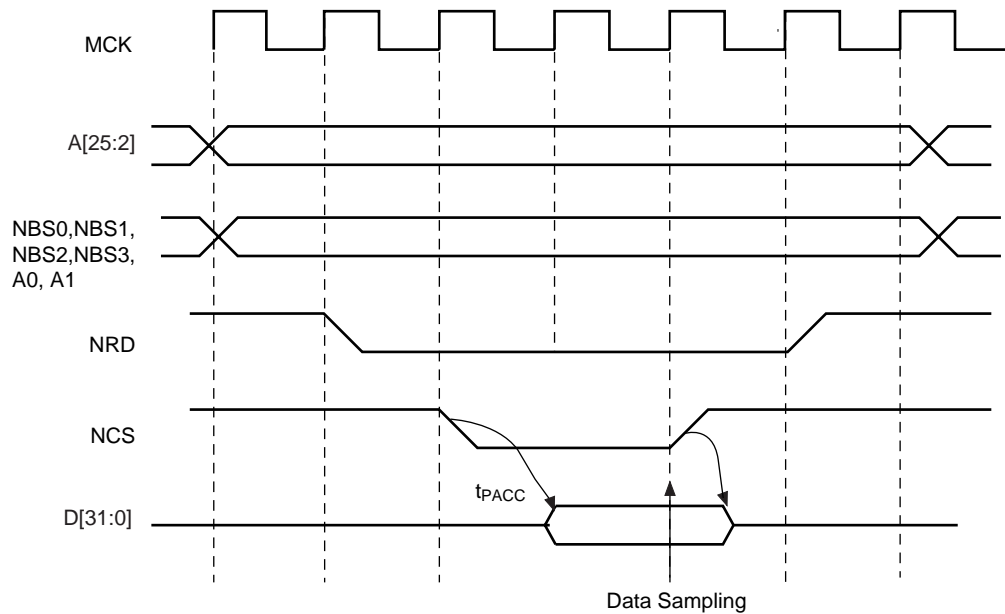 MCK
A[25:2]
NBS0,NBS1,
NBS2,NBS3,
A0, A1
NRD
NCS
tPACC
D[31:0]
Data Sampling